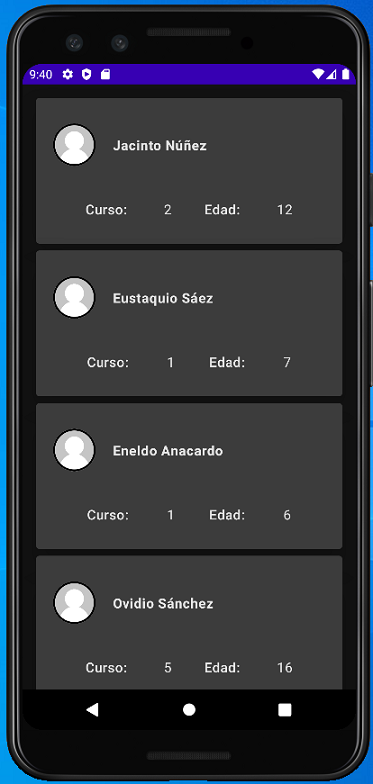 9:40
Jacinto Núñez
Curso: 2 Edad: 12
Eustaquio Sáez
Curso: 1 Edad: 7
Eneldo Anacardo
Curso: 1 Edad: 6
Ovidio Sánchez
Curso: 5 Edad: 16